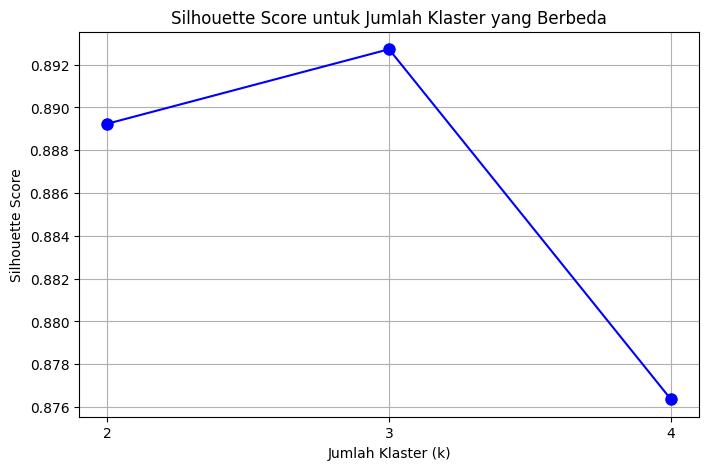 Silhouette Score untuk Jumlah Klaster yang Berbeda
Silhouette Score
0.892
0.890
0.888
0.886
0.884
0.882
0.880
0.878
0.876
2 3 4
Jumlah Klaster (k)